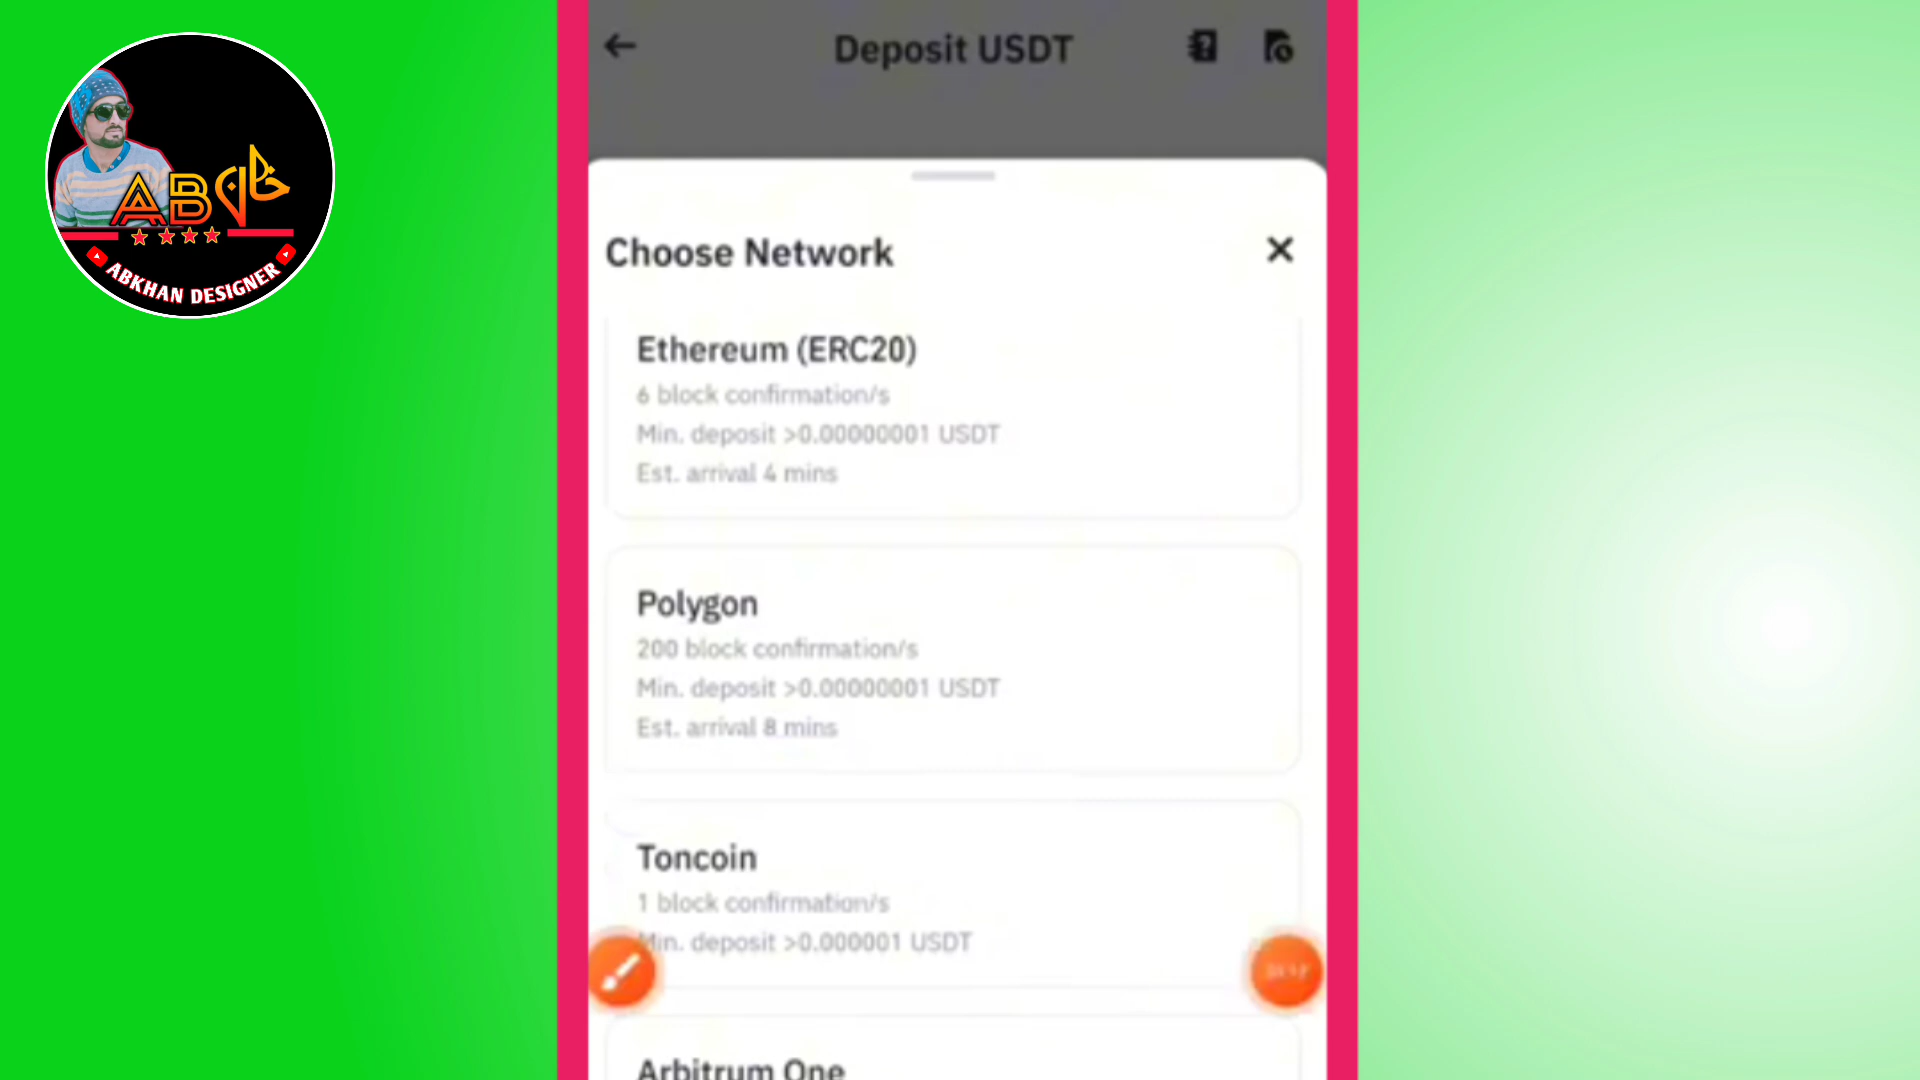 AB خان
ABKHAN DESIGNER
Deposit USDT
Choose Network
Ethereum (ERC20)
6 block confirmation/s
Min. deposit >0.00000001 USDT
Est. arrival 4 mins
Polygon
200 block confirmation/s
Min. deposit >0.00000001 USDT
Est. arrival 8 mins
Toncoin
1 block confirmation/s
Min. deposit >0.000001 USDT
Arbitrum One